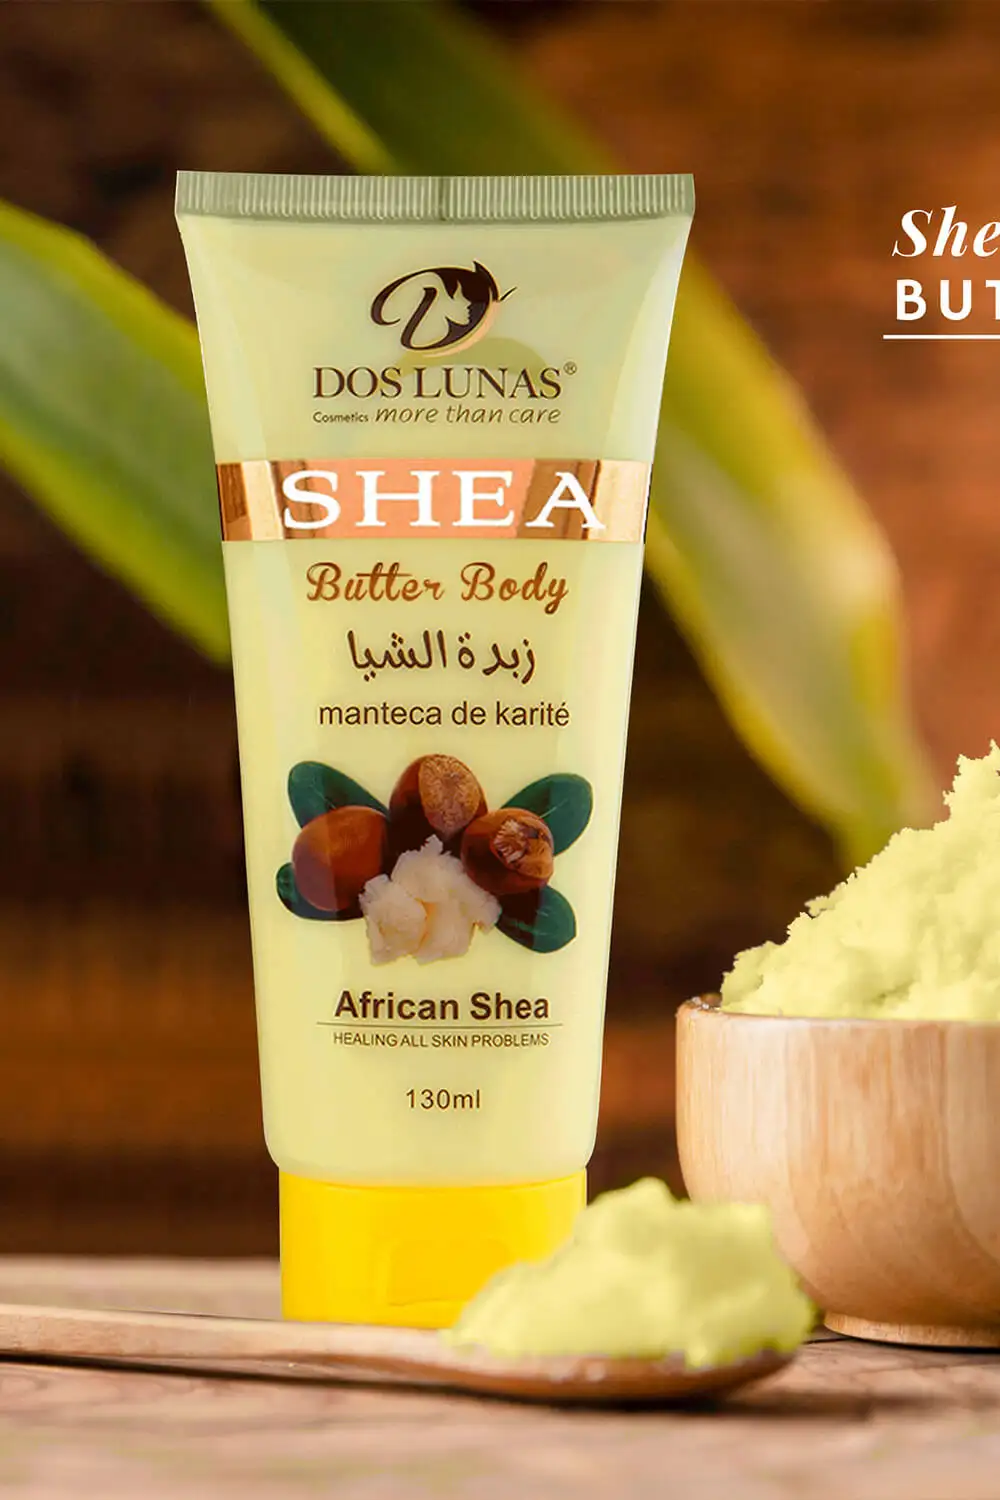 DOS LUNAS®
Cosmetics more than care
SHEA
Butter Body
زبدة الشيا
manteca de karité
African Shea
HEALING ALL SKIN PROBLEMS
130ml
She
BUT